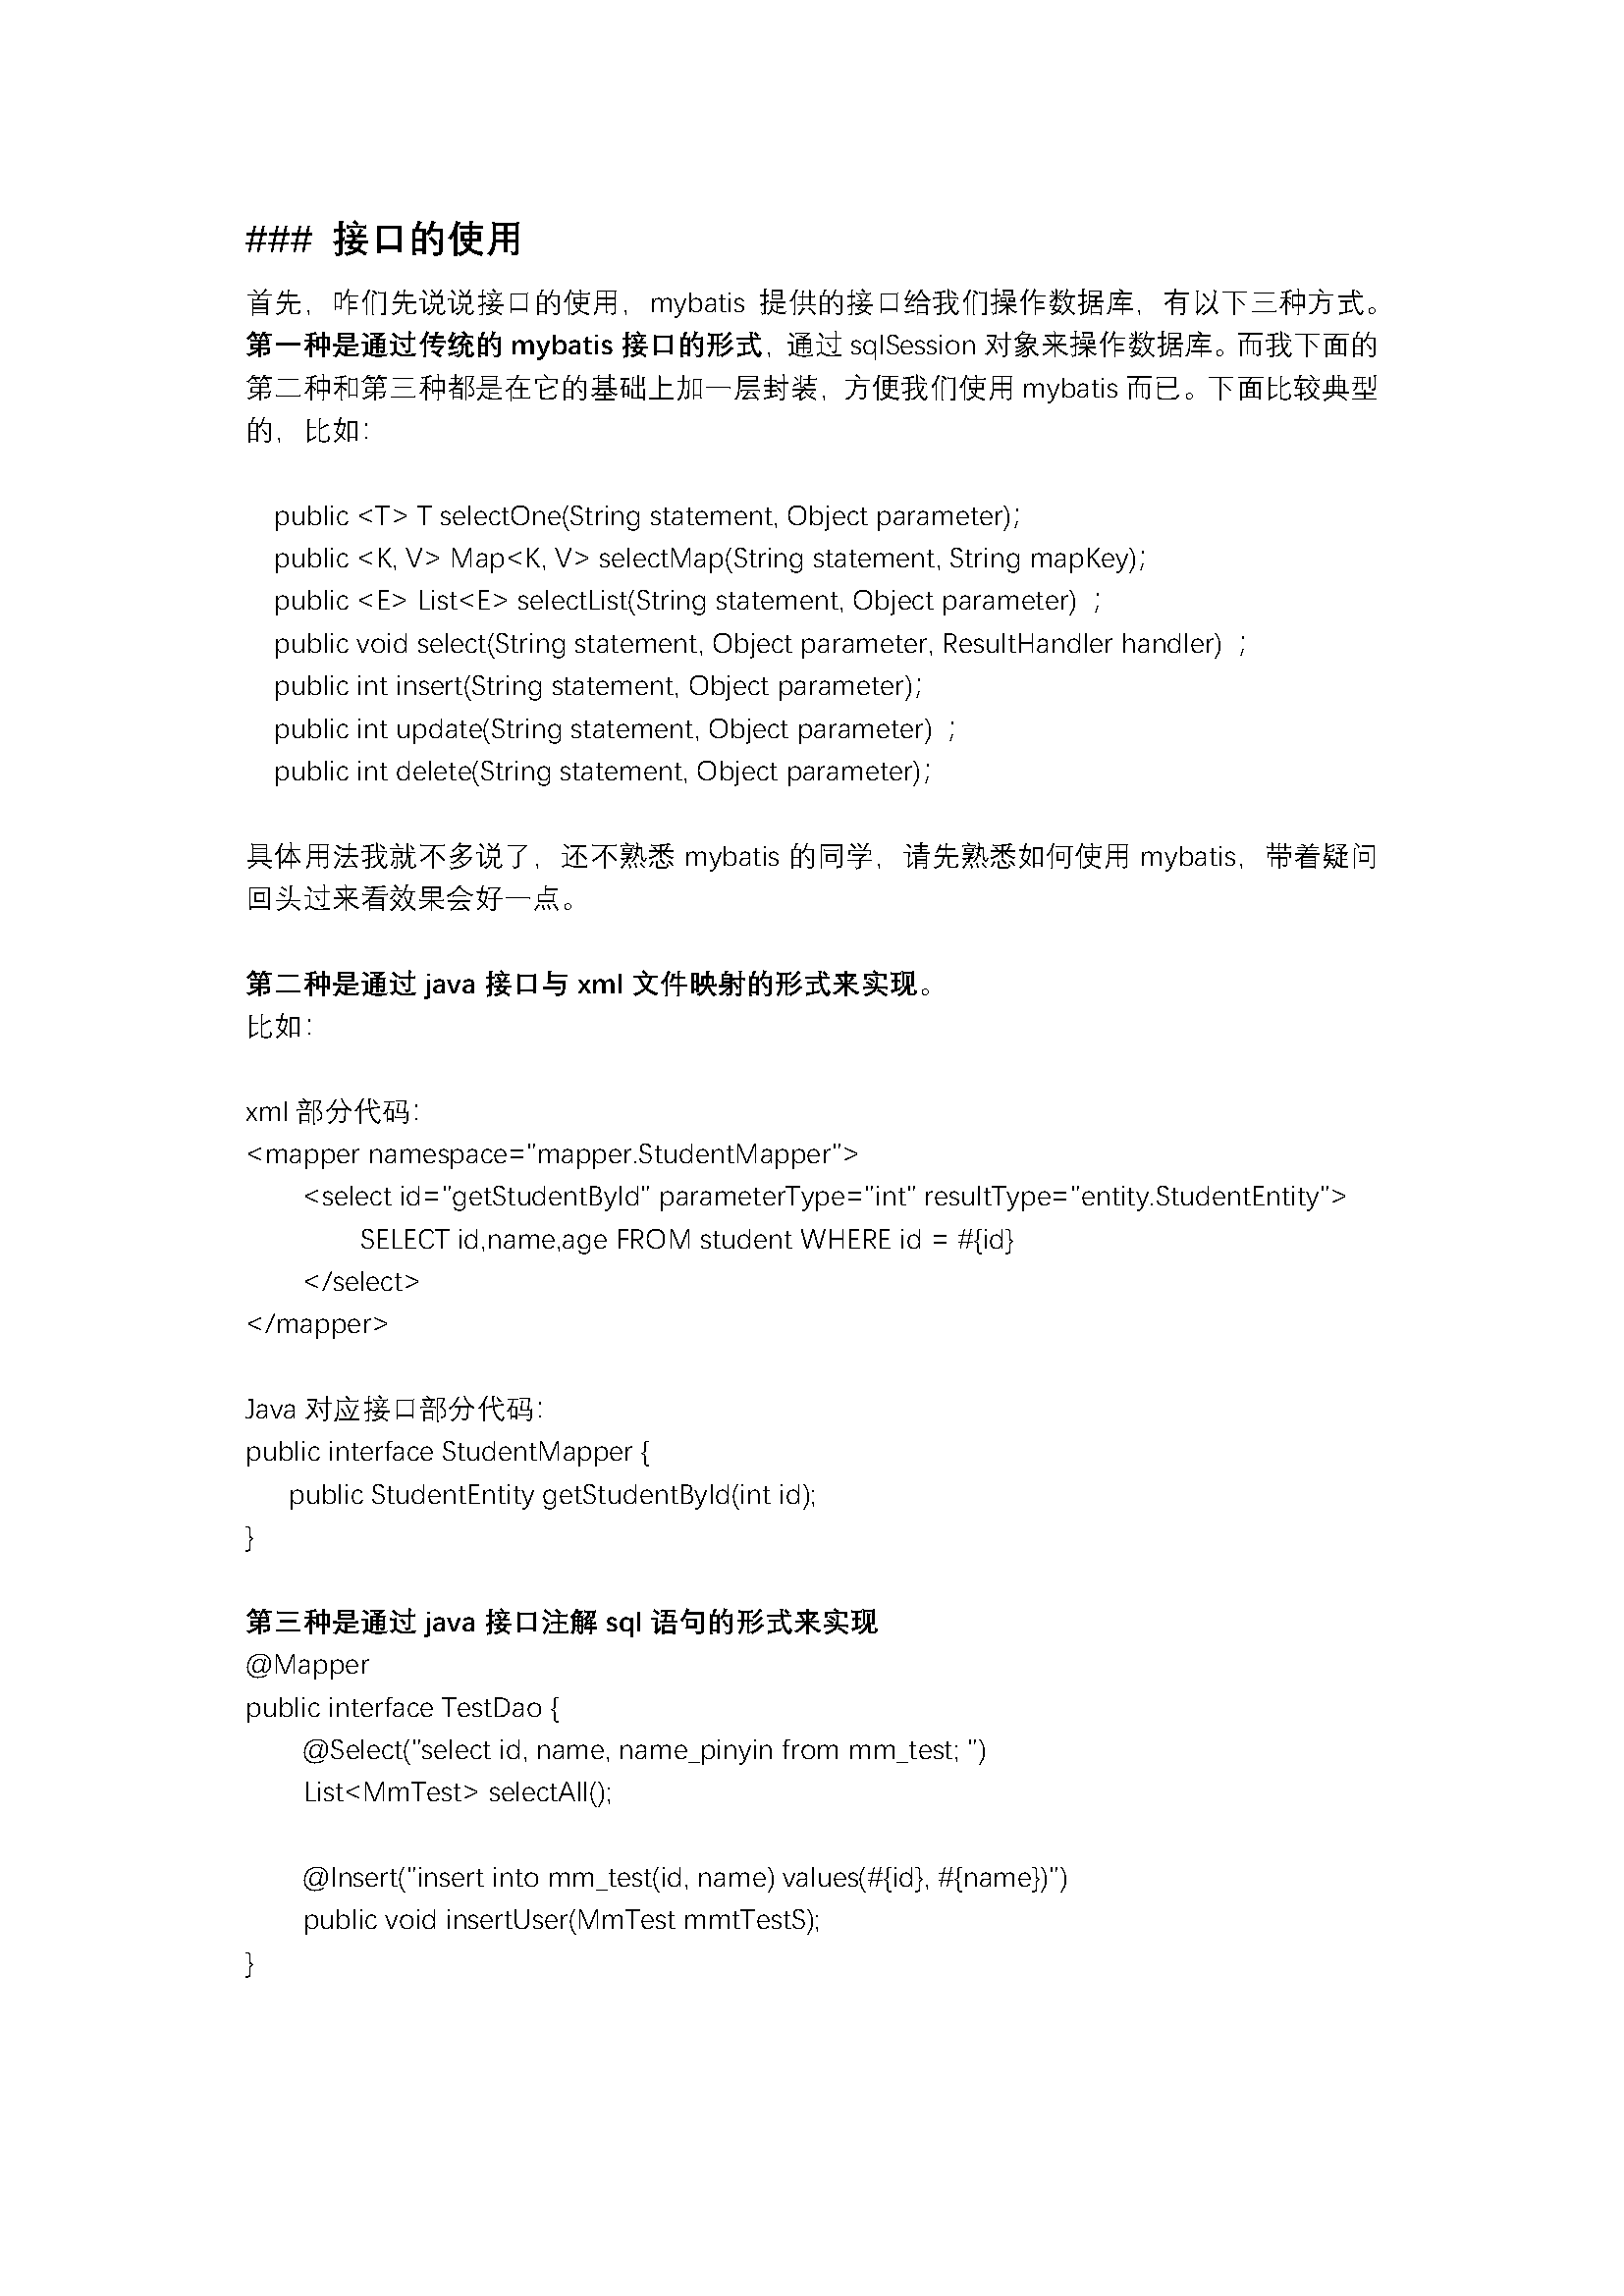 ### 接口的使用
首先，咋们先说说接口的使用，mybatis 提供的接口给我们操作数据库，有以下三种方式。
第一种是通过传统的 mybatis 接口的形式，通过 sqlSession 对象来操作数据库。而我下面的
第二种和第三种都是在它的基础上加一层封装，方便我们使用 mybatis 而已。下面比较典型
的，比如：
public <T> T selectOne(String statement, Object parameter);
public <K, V> Map<K, V> selectMap(String statement, String mapKey);
public <E> List<E> selectList(String statement, Object parameter) ;
public void select(String statement, Object parameter, ResultHandler handler) ;
public int insert(String statement, Object parameter);
public int update(String statement, Object parameter) ;
public int delete(String statement, Object parameter);
具体用法我就不多说了，还不熟悉 mybatis 的同学，请先熟悉如何使用 mybatis，带着疑问
回头过来看效果会好一点。
第二种是通过 java 接口与 xml 文件映射的形式来实现。
比如：
xml 部分代码：
<mapper namespace="mapper.StudentMapper">
<select id="getStudentById" parameterType="int" resultType="entity.StudentEntity">
SELECT id,name,age FROM student WHERE id = #{id}
</select>
</mapper>
Java 对应接口部分代码：
public interface StudentMapper {
public StudentEntity getStudentById(int id);
}
第三种是通过 java 接口注解 sql 语句的形式来实现
@Mapper
public interface TestDao {
@Select("select id, name, name_pinyin from mm_test; ")
List<MmTest> selectAll();
@Insert("insert into mm_test(id, name) values(#{id}, #{name})")
public void insertUser(MmTest mmtTestS);
}